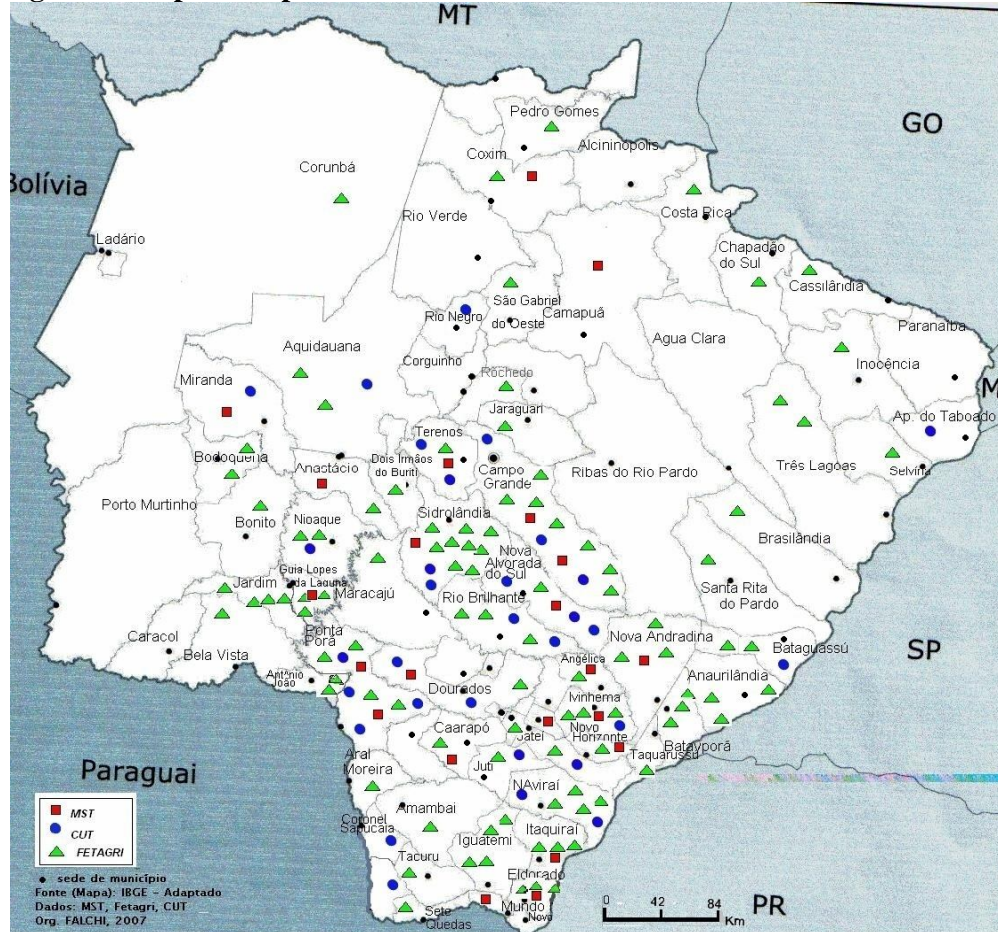 MT
GO
Pedro Gomes
Alcininopolis
Coxim
Corunbá
Bolívia
Costa Rica
Rio Verde
Ladário
Chapadão
do Sul
Cassilândia
São Gabriel
do Oeste
Rio Negro
Camapuã
Paranaíba
Agua Clara
Aquidauana
Corguinho
Inocência
Rochedo
Miranda
M
Jaraguari
Ap. do Taboado
Terenos
Bodoquena
Anastácio
Dois Irmãos
do Buriti
Campo
Grande
Ribas do Rio Pardo
Três Lagoas
Selvíria
Porto Murtinho
Sidrolândia
Bonito
Nioaque
Brasilândia
Nova
Alvorada
do Sul
Guia Lopes
da Laguna
Jardim
Maracajú
Rio Brilhante
Santa Rita
do Pardo
Ponta
Porã
Nova Andradina
Caracol
Bela Vista
Bataguassú
SP
Angélica
Antônio
João
Anaurilândia
Dourados
Ivinhema
Novo
Horizonte
Caarapó
Jatei
Batayporã
Taquarussú
Aral
Moreira
Paraguai
Juti
NAviraí
Amambai
Coronel
Sapucaia
Itaquiraí
Iguatemi
Tacuru
Eldorado
Mundo
Novo
Sete
Quedas
PR
MST
CUT
FETAGRI
sede de município
Fonte (Mapa): IBGE - Adaptado
Dados: MST, Fetagri, CUT
Org. FALCHI, 2007
0 42 84
Km